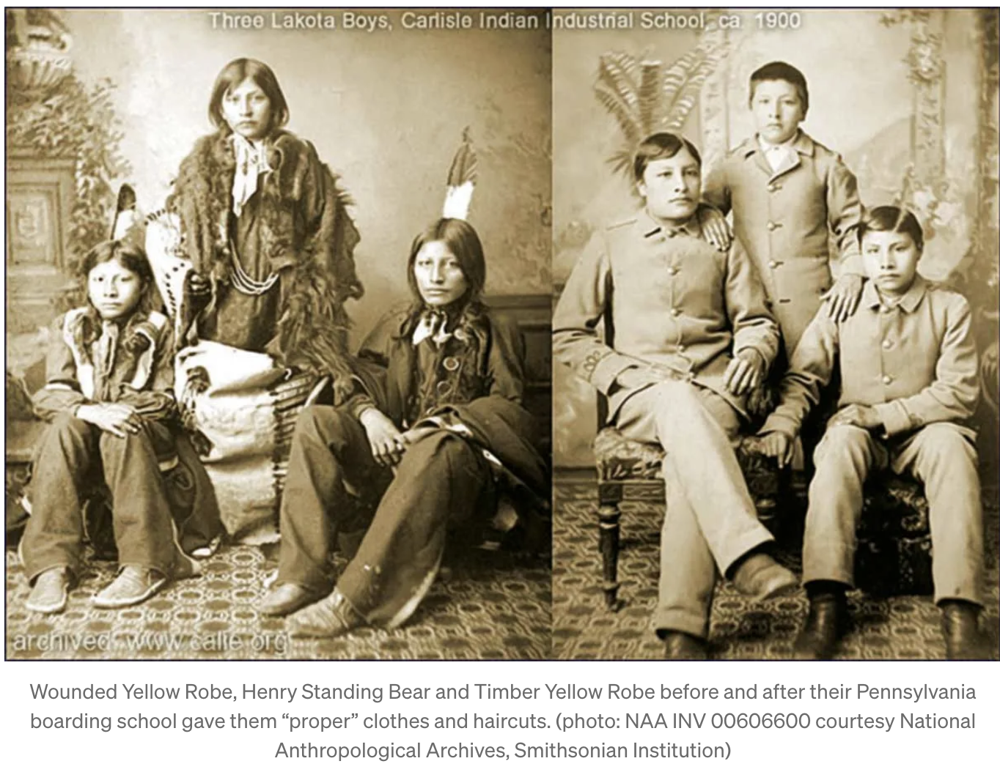 Three Lakota Boys, Carlisle Indian Industrial School, ca. 1900
archived: www.calie.org
Wounded Yellow Robe, Henry Standing Bear and Timber Yellow Robe before and after their Pennsylvania
boarding school gave them “proper” clothes and haircuts. (photo: NAA INV 00606600 courtesy National
Anthropological Archives, Smithsonian Institution)